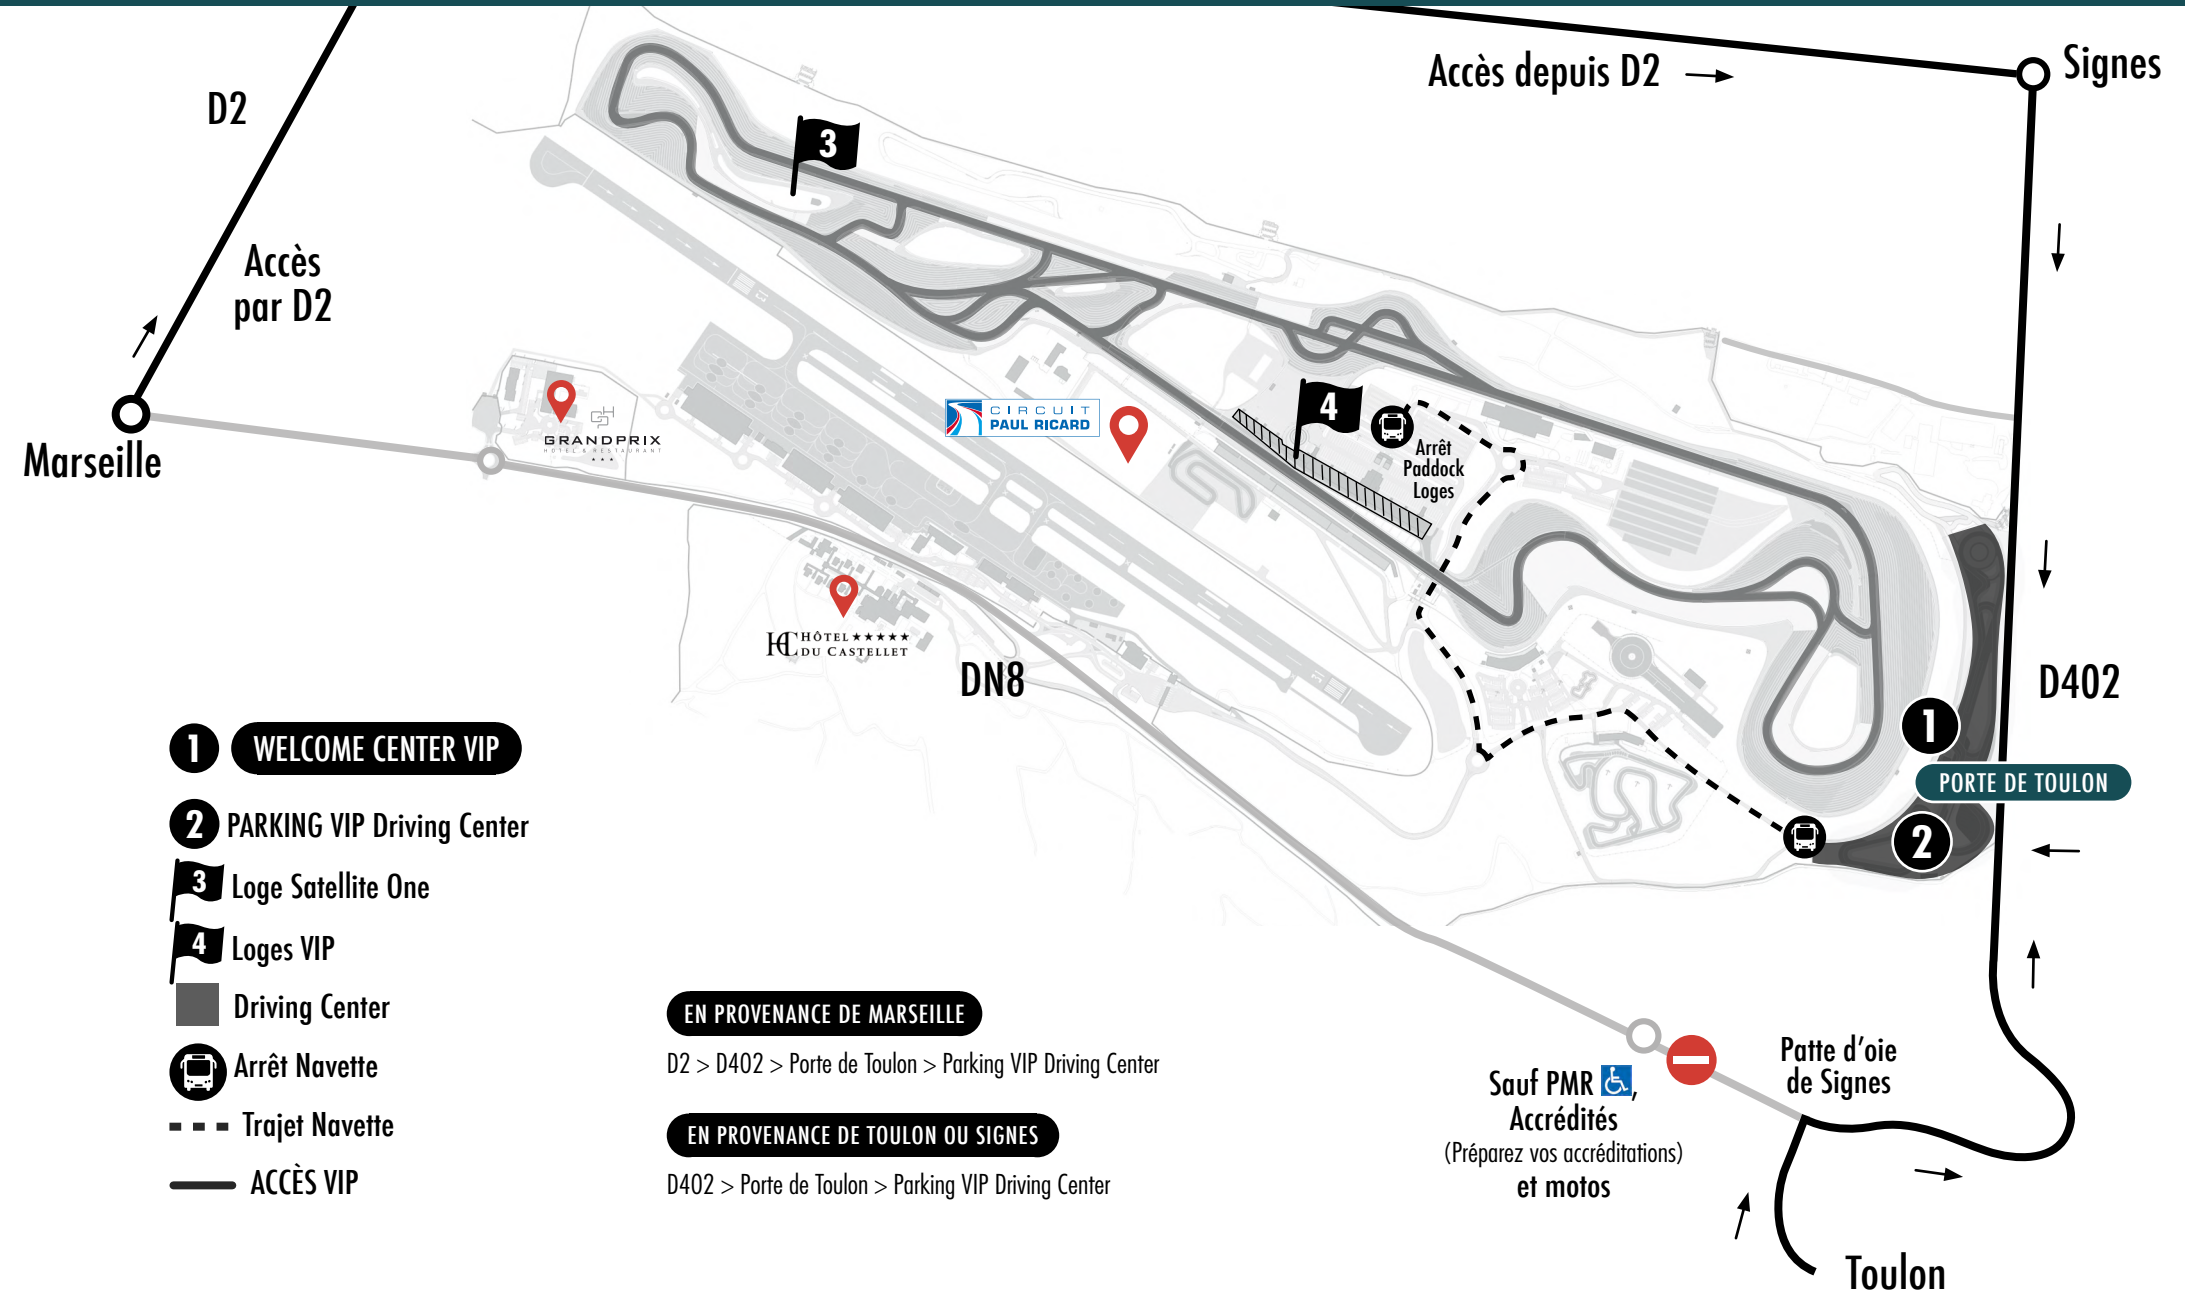 Accès depuis D2
Signes
D2
3
Accès
par D2
Marseille
GH
GRANDPRIX
HOTEL & RESTAURANT
★★★
CIRCUIT
PAUL RICARD
4
Arrêt
Paddock
Loges
HC HÔTEL ★★★★★
DU CASTELLET
DN8
D402
1
PORTE DE TOULON
2
1 WELCOME CENTER VIP
2 PARKING VIP Driving Center
3 Loge Satellite One
4 Loges VIP
Driving Center
Arrêt Navette
Trajet Navette
ACCÈS VIP
EN PROVENANCE DE MARSEILLE
D2 > D402 > Porte de Toulon > Parking VIP Driving Center
EN PROVENANCE DE TOULON OU SIGNES
D402 > Porte de Toulon > Parking VIP Driving Center
Sauf PMR ,
Accrédités
(Préparez vos accréditations)
et motos
Patte d'oie
de Signes
Toulon